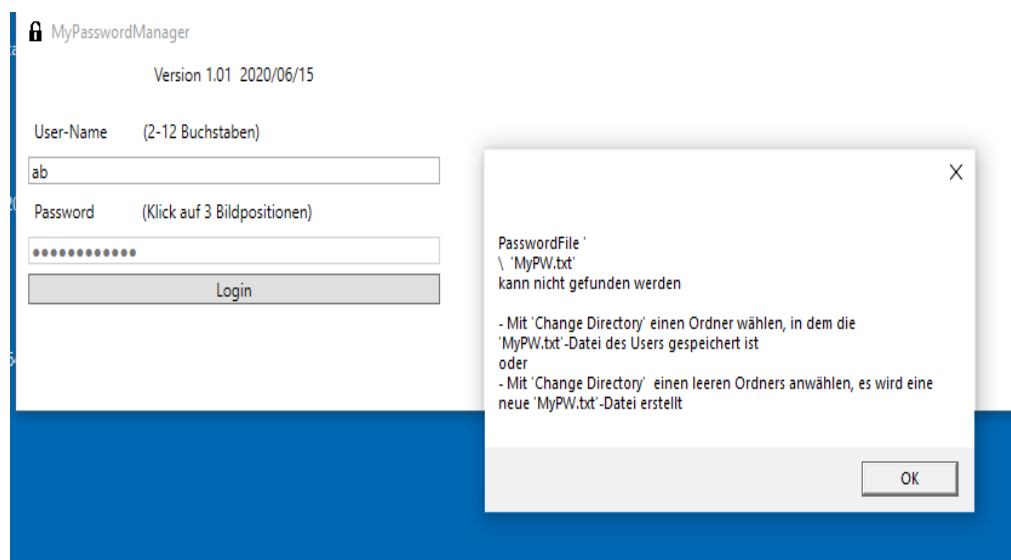 MyPasswordManager
Version 1.01 2020/06/15
User-Name (2-12 Buchstaben)
ab
Password (Klick auf 3 Bildpositionen)
Login
PasswordFile '
\ 'MyPW.txt'
kann nicht gefunden werden
- Mit 'Change Directory' einen Ordner wählen, in dem die
'MyPW.txt'-Datei des Users gespeichert ist
oder
- Mit 'Change Directory' einen leeren Ordners anwählen, es wird eine
neue 'MyPW.txt'-Datei erstellt
OK